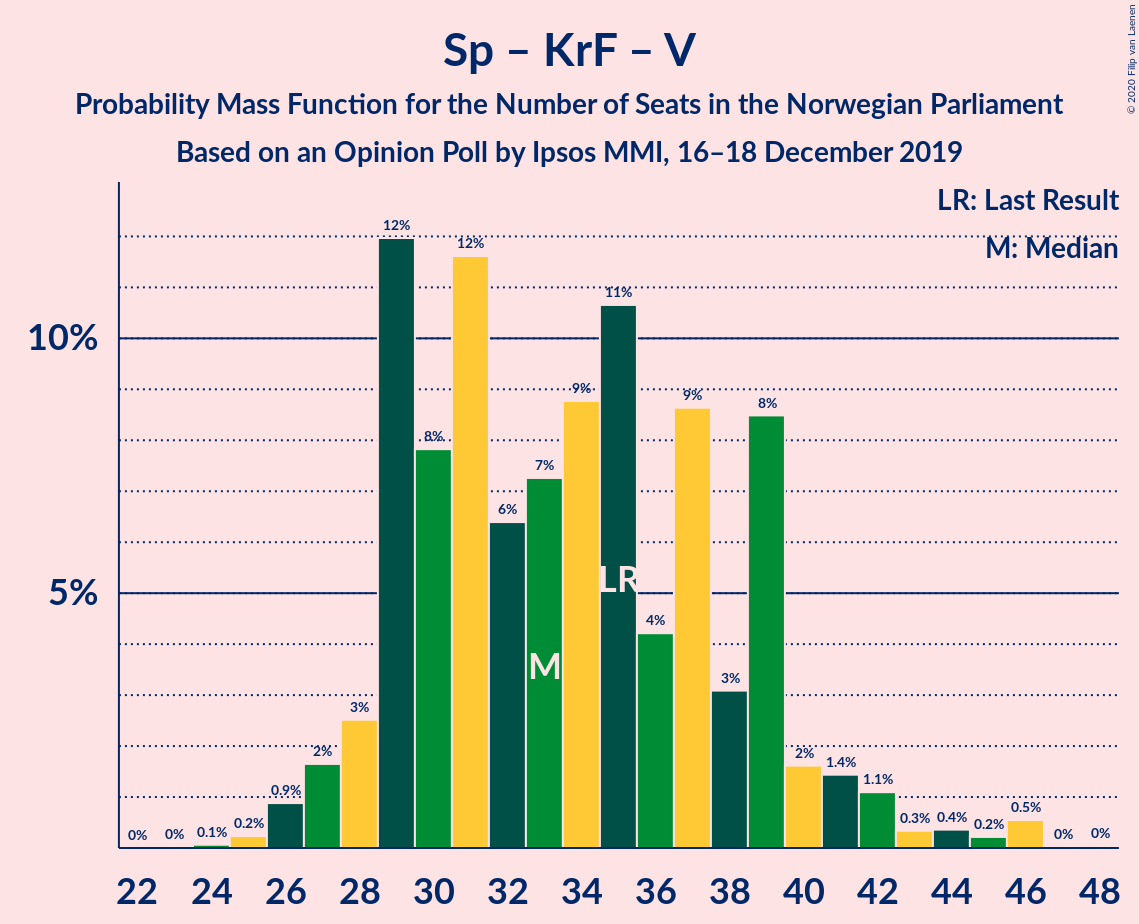 Sp – KrF – V
Probability Mass Function for the Number of Seats in the Norwegian Parliament
Based on an Opinion Poll by Ipsos MMI, 16–18 December 2019
© 2020 Filip van Laenen
LR: Last Result
M: Median
10%
5%
0% 0% 0.1% 0.2% 0.9% 2% 3% 12% 8% 12% 6% 7% 9% 11% 4% 9% 3% 8% 2% 1.4% 1.1% 0.3% 0.4% 0.2% 0.5% 0% 0%
LR
M
22 24 26 28 30 32 34 36 38 40 42 44 46 48